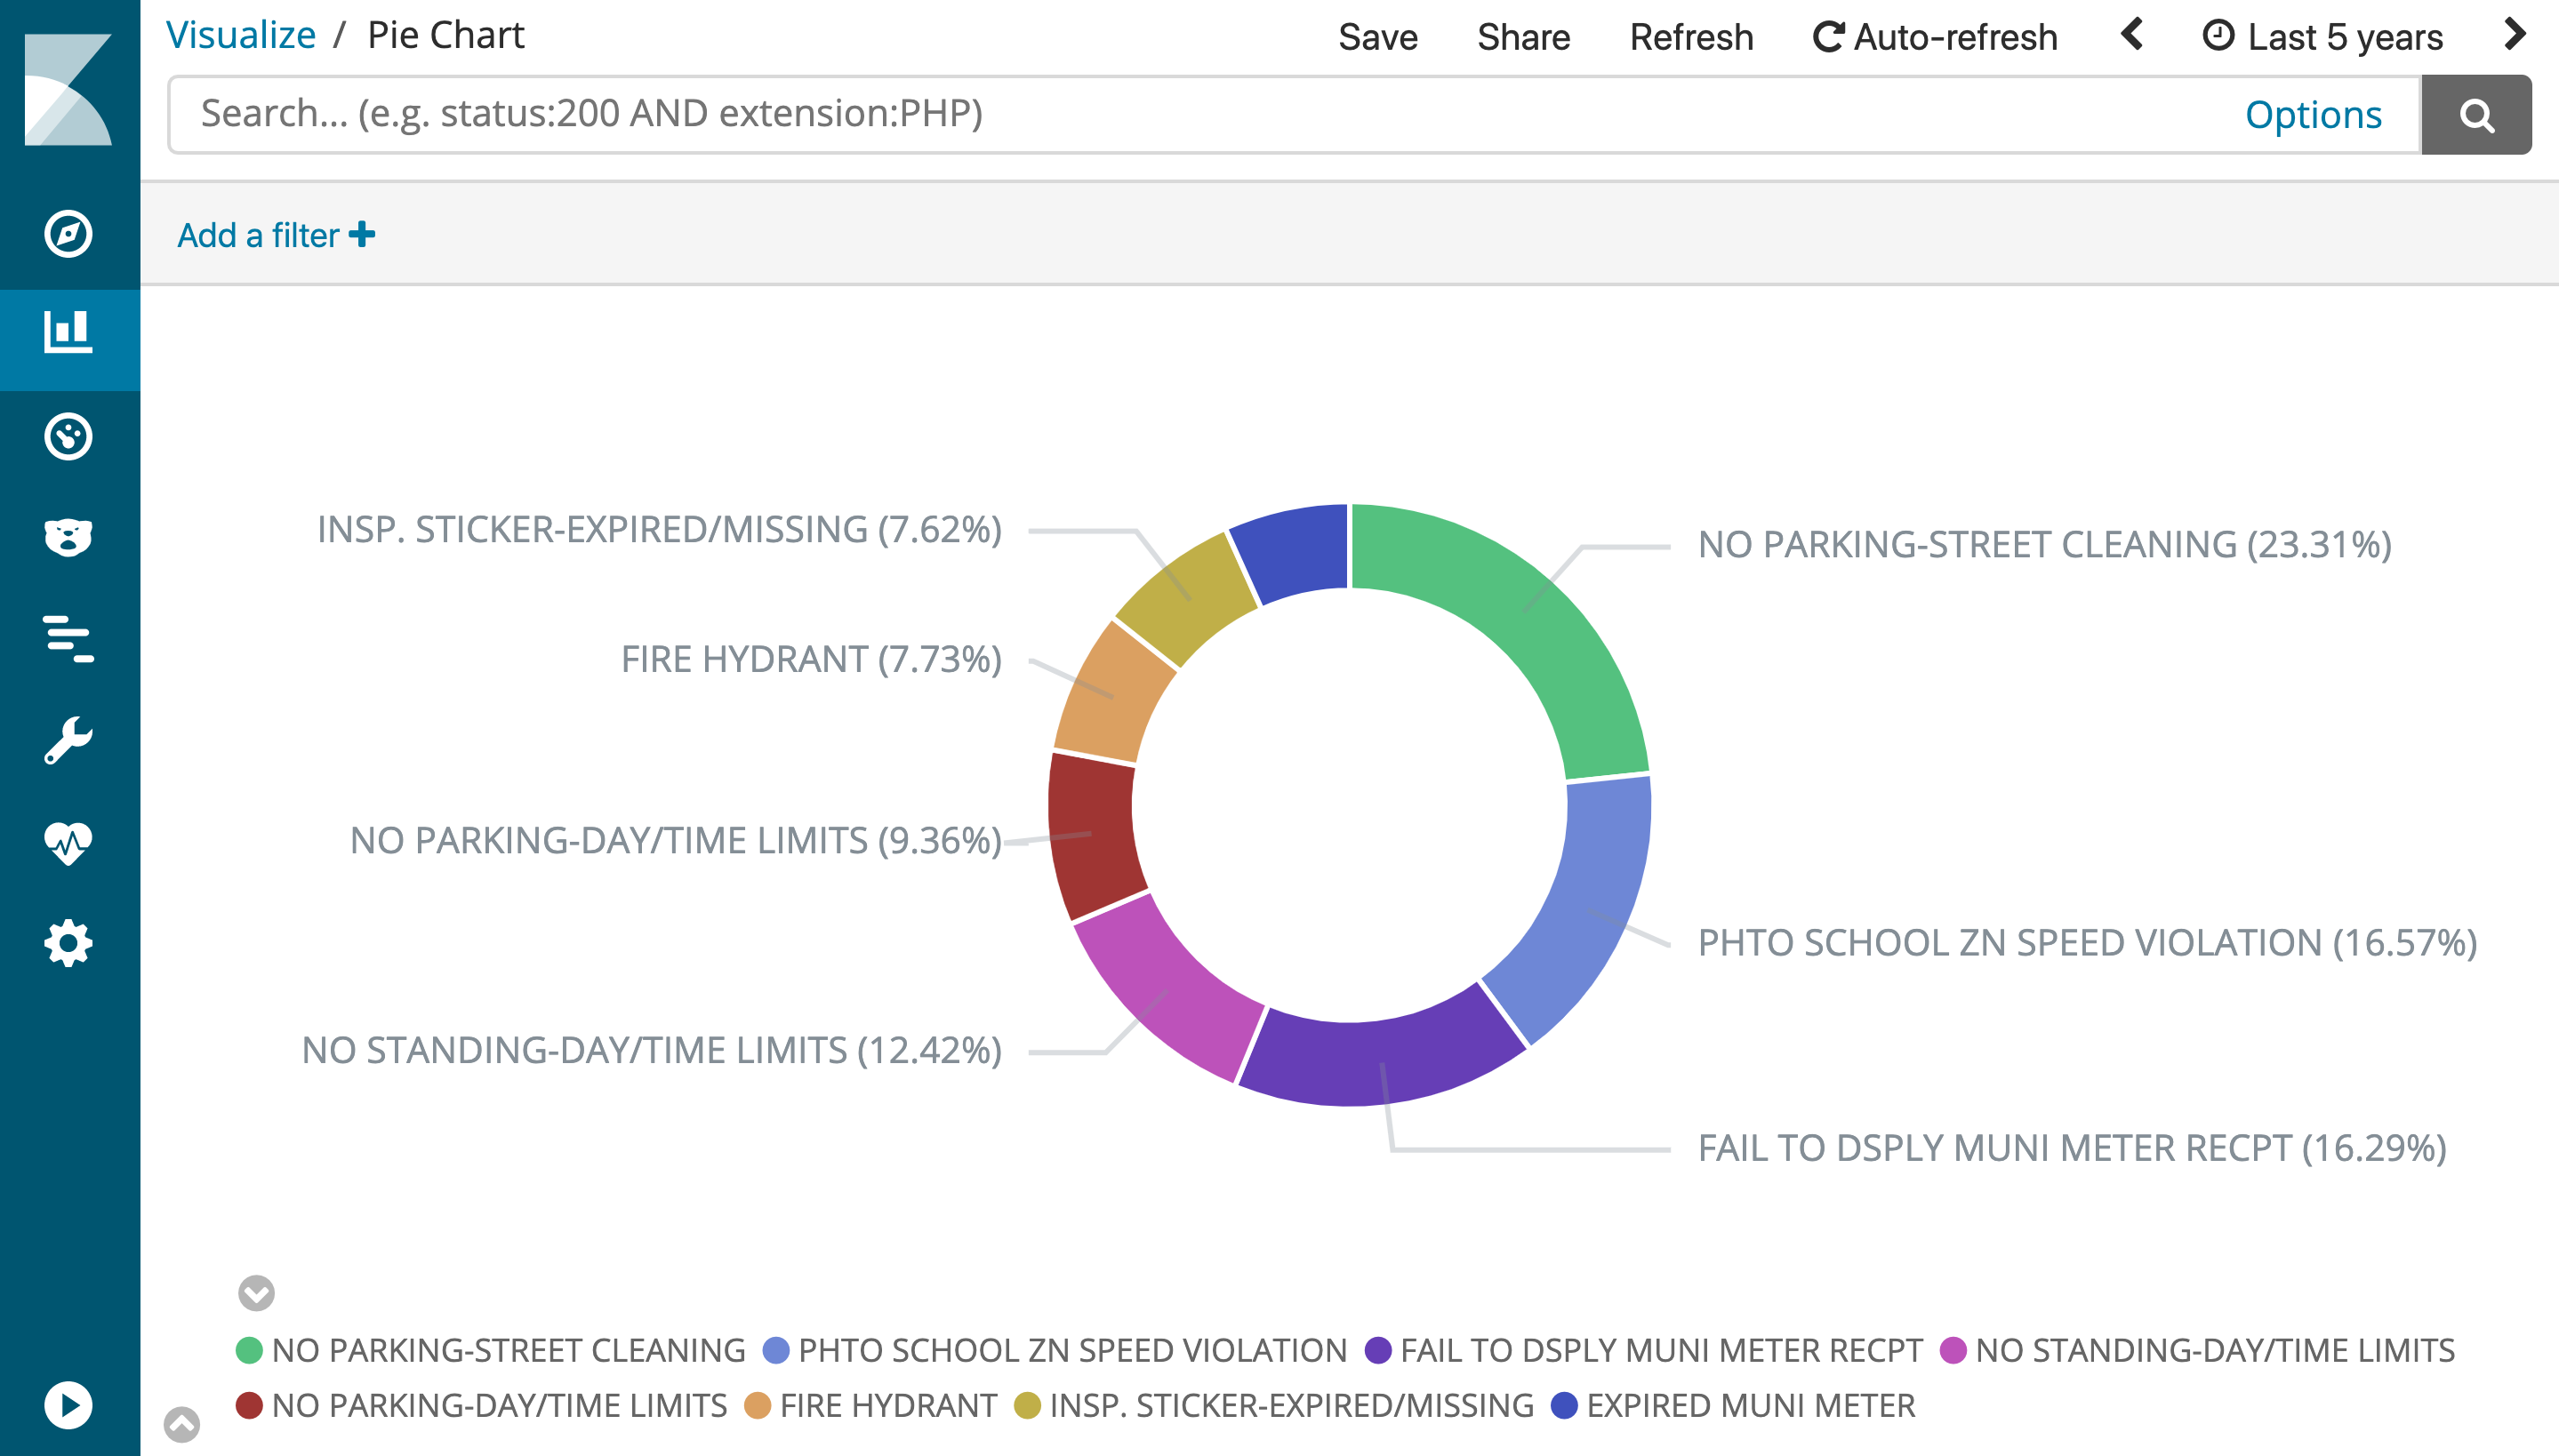 Visualize / Pie Chart
Save Share Refresh Auto-refresh Last 5 years
Search... (e.g. status:200 AND extension:PHP) Options
Add a filter
INSP. STICKER-EXPIRED/MISSING (7.62%)
NO PARKING-STREET CLEANING (23.31%)
FIRE HYDRANT (7.73%)
NO PARKING-DAY/TIME LIMITS (9.36%)
PHTO SCHOOL ZN SPEED VIOLATION (16.57%)
NO STANDING-DAY/TIME LIMITS (12.42%)
FAIL TO DSPLY MUNI METER RECPT (16.29%)
NO PARKING-STREET CLEANING PHTO SCHOOL ZN SPEED VIOLATION FAIL TO DSPLY MUNI METER RECPT NO STANDING-DAY/TIME LIMITS
NO PARKING-DAY/TIME LIMITS FIRE HYDRANT INSP. STICKER-EXPIRED/MISSING EXPIRED MUNI METER